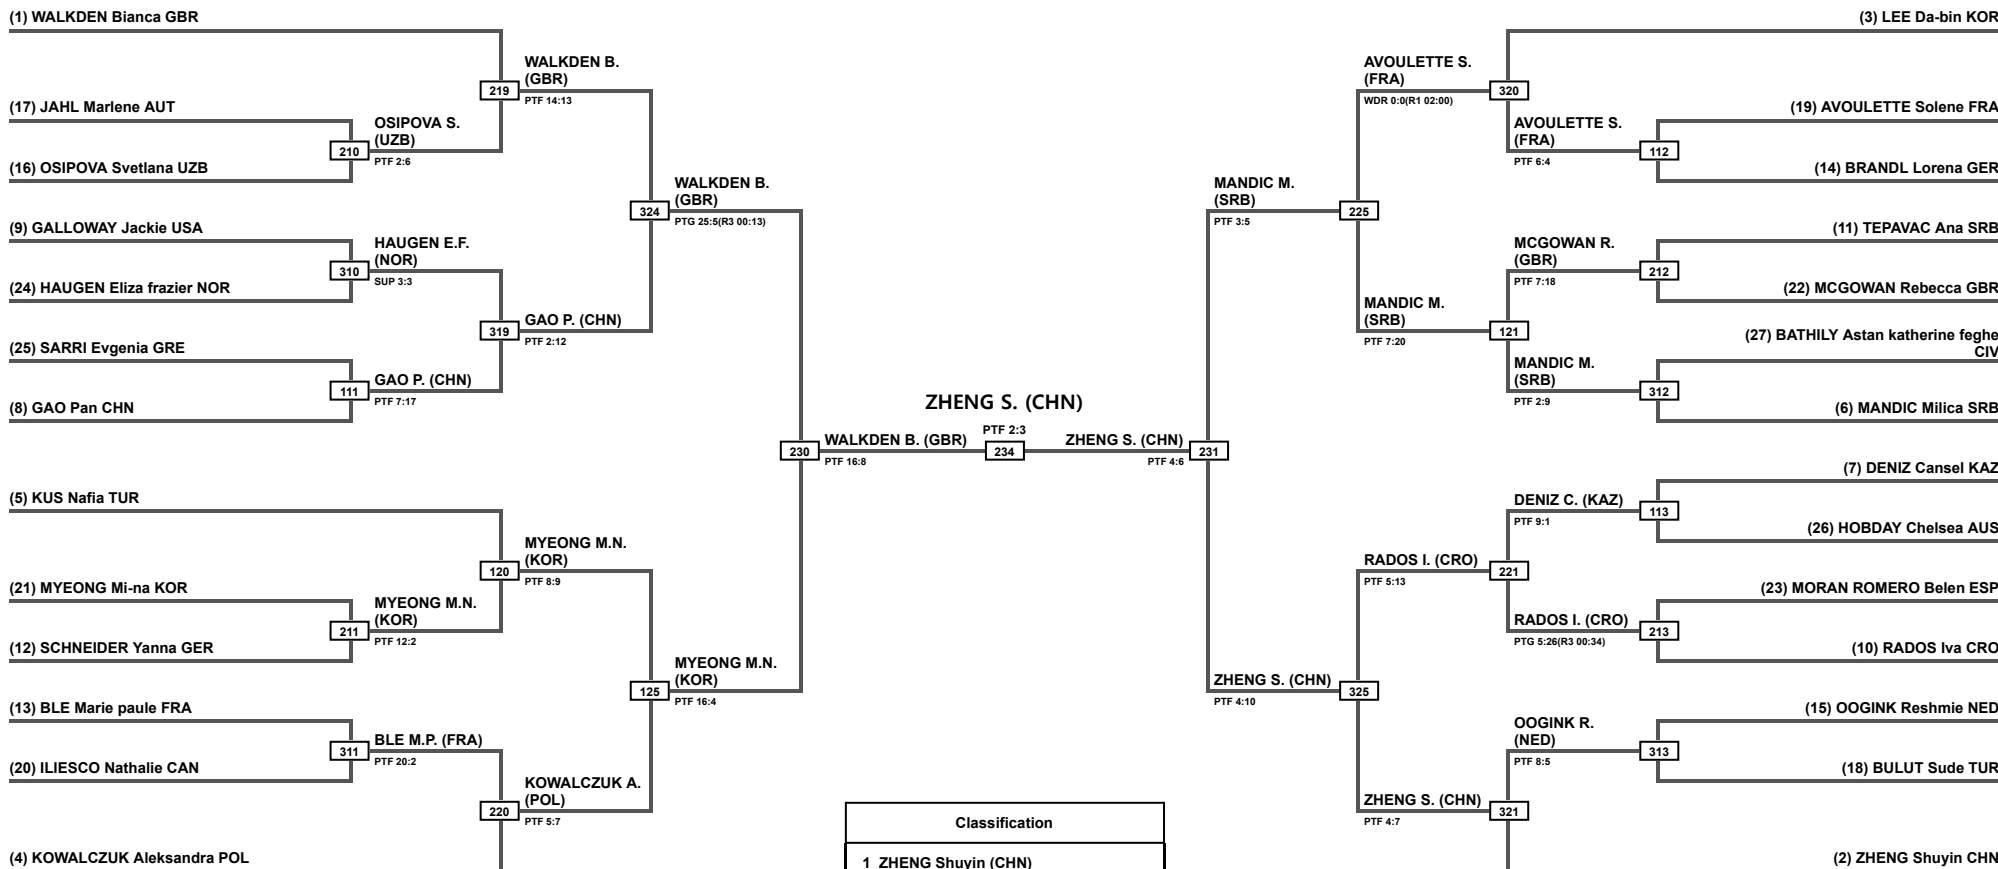 (1) WALKDEN Bianca GBR
(3) LEE Da-bin KOR
WALKDEN B.
(GBR)
219
PTF 14:13
AVOULETTE S.
(FRA)
320
WDR 0:0(R1 02:00)
(17) JAHL Marlene AUT
(19) AVOULETTE Solene FRA
OSIPOVA S.
(UZB)
210
PTF 2:6
AVOULETTE S.
(FRA)
112
PTF 6:4
(16) OSIPOVA Svetlana UZB
(14) BRANDL Lorena GER
WALKDEN B.
(GBR)
324
PTG 25:5(R3 00:13)
MANDIC M.
(SRB)
225
PTF 3:5
(9) GALLOWAY Jackie USA
(11) TEPAVAC Ana SRB
HAUGEN E.F.
(NOR)
310
SUP 3:3
MCGOWAN R.
(GBR)
212
PTF 7:18
(24) HAUGEN Eliza frazier NOR
(22) MCGOWAN Rebecca GBR
319
GAO P. (CHN)
PTF 2:12
MANDIC M.
(SRB)
121
PTF 7:20
(25) SARRI Evgenia GRE
(27) BATHILY Astan katherine feghe
CIV
111
GAO P. (CHN)
PTF 7:17
MANDIC M.
(SRB)
312
PTF 2:9
(8) GAO Pan CHN
(6) MANDIC Milica SRB
ZHENG S. (CHN)
PTF 2:3
230
WALKDEN B. (GBR)
234
ZHENG S. (CHN)
231
PTF 16:8
PTF 4:6
(5) KUS Nafia TUR
(7) DENIZ Cansel KAZ
DENIZ C. (KAZ)
113
PTF 9:1
(26) HOBDAY Chelsea AUS
MYEONG M.N.
(KOR)
120
PTF 8:9
RADOS I. (CRO)
221
PTF 5:13
(21) MYEONG Mi-na KOR
(23) MORAN ROMERO Belen ESP
MYEONG M.N.
(KOR)
211
PTF 12:2
RADOS I. (CRO)
213
PTG 5:26(R3 00:34)
(12) SCHNEIDER Yanna GER
(10) RADOS Iva CRO
MYEONG M.N.
(KOR)
125
PTF 16:4
ZHENG S. (CHN)
325
PTF 4:10
(13) BLE Marie paule FRA
(15) OOGINK Reshmie NED
311
BLE M.P. (FRA)
PTF 20:2
OOGINK R.
(NED)
313
PTF 8:5
(20) ILIESCO Nathalie CAN
(18) BULUT Sude TUR
KOWALCZUK A.
(POL)
220
PTF 5:7
ZHENG S. (CHN)
321
PTF 4:7
Classification
(4) KOWALCZUK Aleksandra POL
1 ZHENG Shuyin (CHN)
(2) ZHENG Shuyin CHN